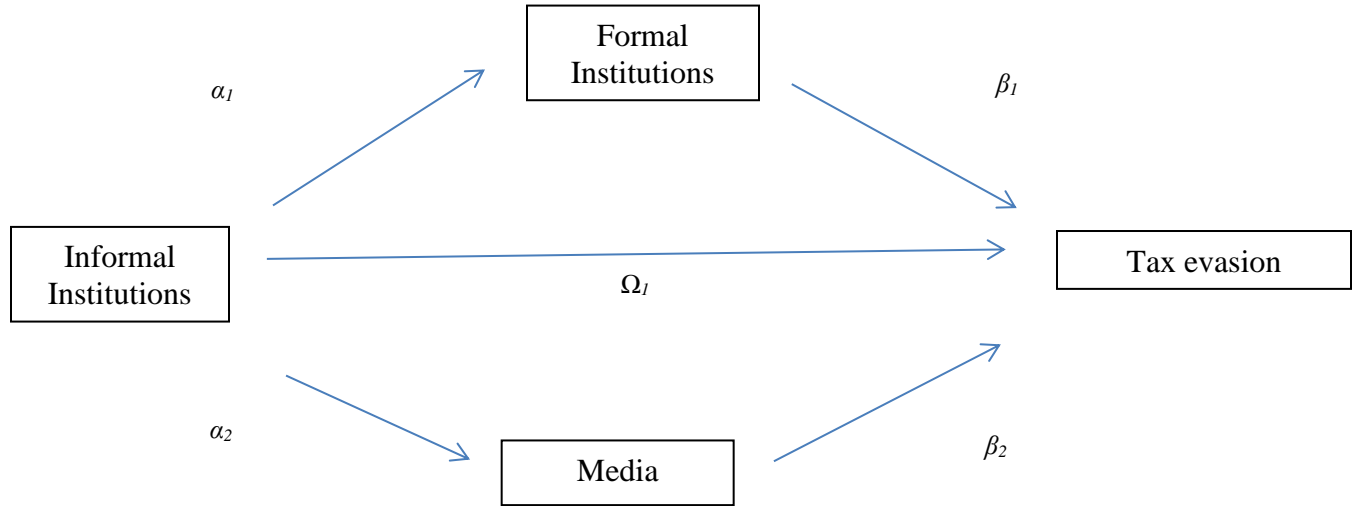 Formal
Institutions
α1
β1
Informal
Institutions
Ω1
Tax evasion
α2
Media
β2